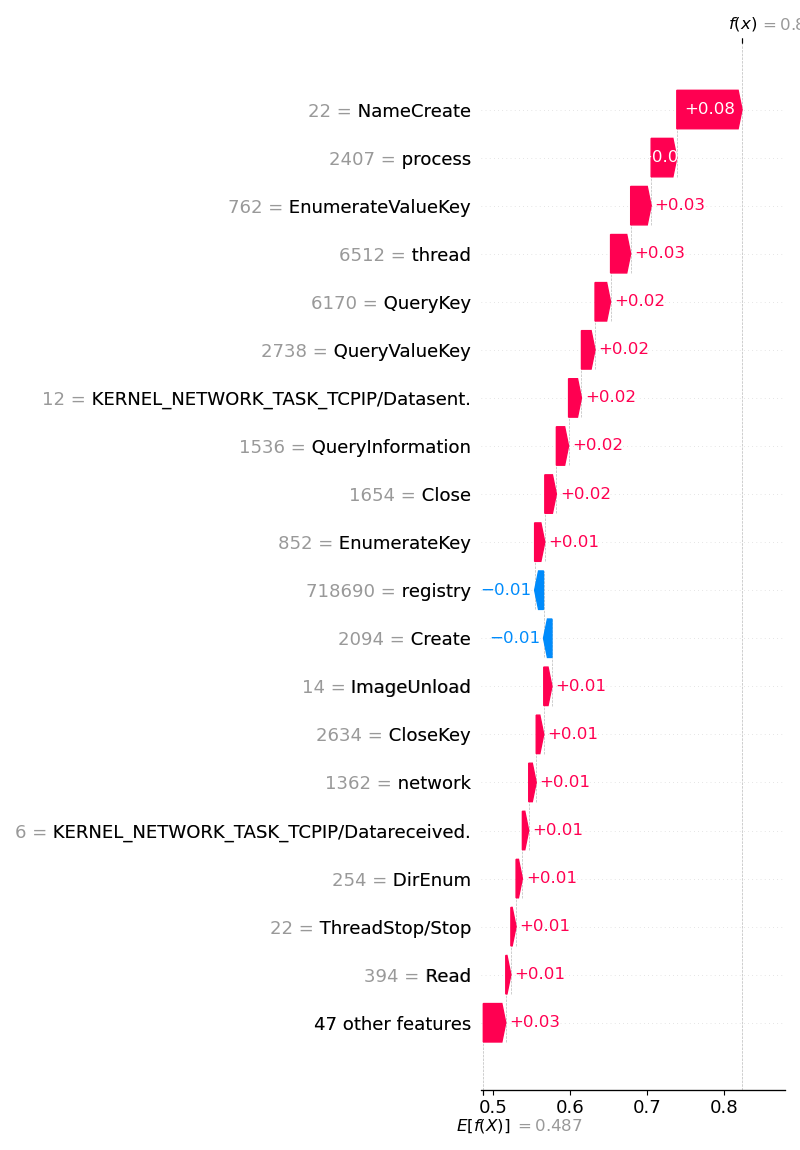 f(x) = 0.8
22 = NameCreate
+0.08
2407 = process
0.0
762 = EnumerateValueKey
+0.03
6512 = thread
+0.03
6170 = QueryKey
+0.02
2738 = QueryValueKey
+0.02
12 = KERNEL_NETWORK_TASK_TCPIP/Datasent.
+0.02
1536 = QueryInformation
+0.02
1654 = Close
+0.02
852 = EnumerateKey
+0.01
718690 = registry
−0.01
2094 = Create
−0.01
14 = ImageUnload
+0.01
2634 = CloseKey
+0.01
1362 = network
+0.01
6 = KERNEL_NETWORK_TASK_TCPIP/Datareceived.
+0.01
254 = DirEnum
+0.01
22 = ThreadStop/Stop
+0.01
394 = Read
+0.01
47 other features
+0.03
0.5 0.6 0.7 0.8
E[f(X)] = 0.487